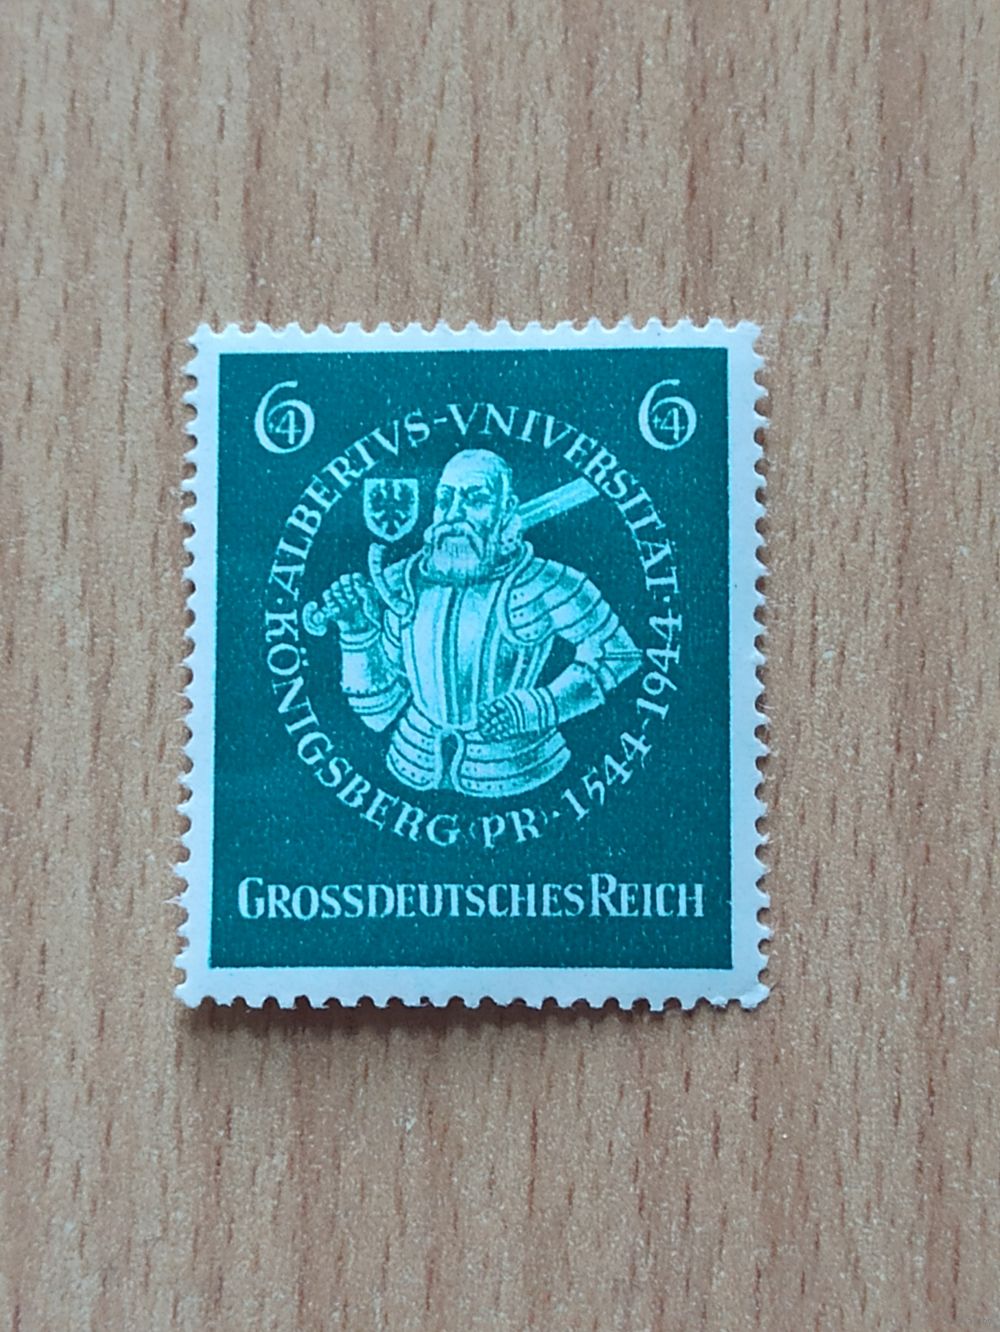 6+4
6+4
·ALBERTVS-VNIVERSITÄT·
KÖNIGSBERG (PR)·1544-1944
GROSSDEUTSCHES REICH